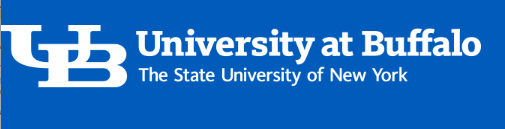 UB University at Buffalo
The State University of New York